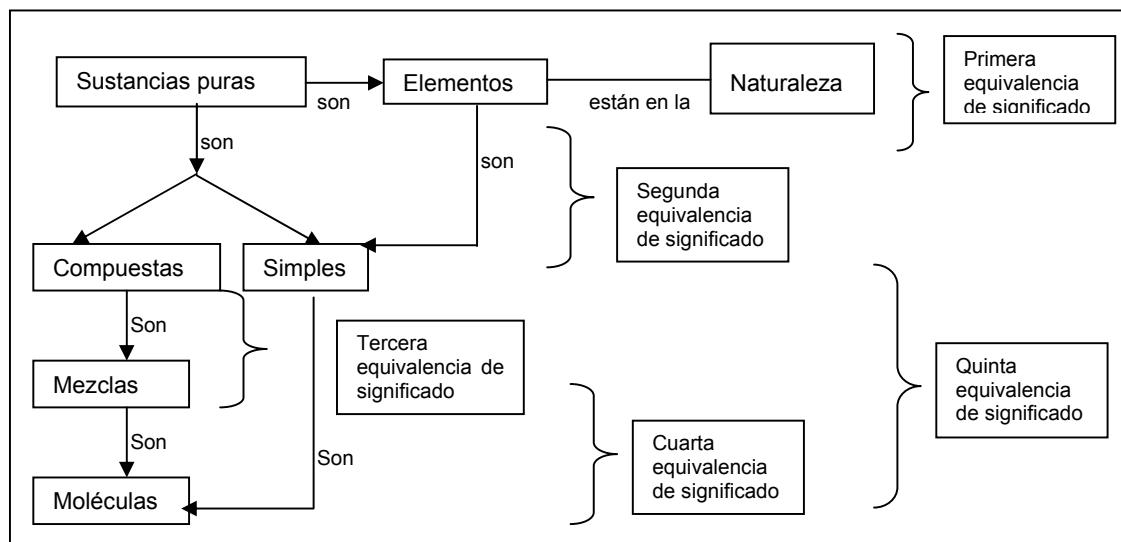 Sustancias puras
son
Elementos
están en la
Naturaleza
Primera
equivalencia
de significado
son
son
Segunda
equivalencia
de significado
Compuestas
Simples
Son
Tercera
equivalencia de
significado
Mezclas
Quinta
equivalencia
de significado
Son
Son
Cuarta
equivalencia
de significado
Moléculas